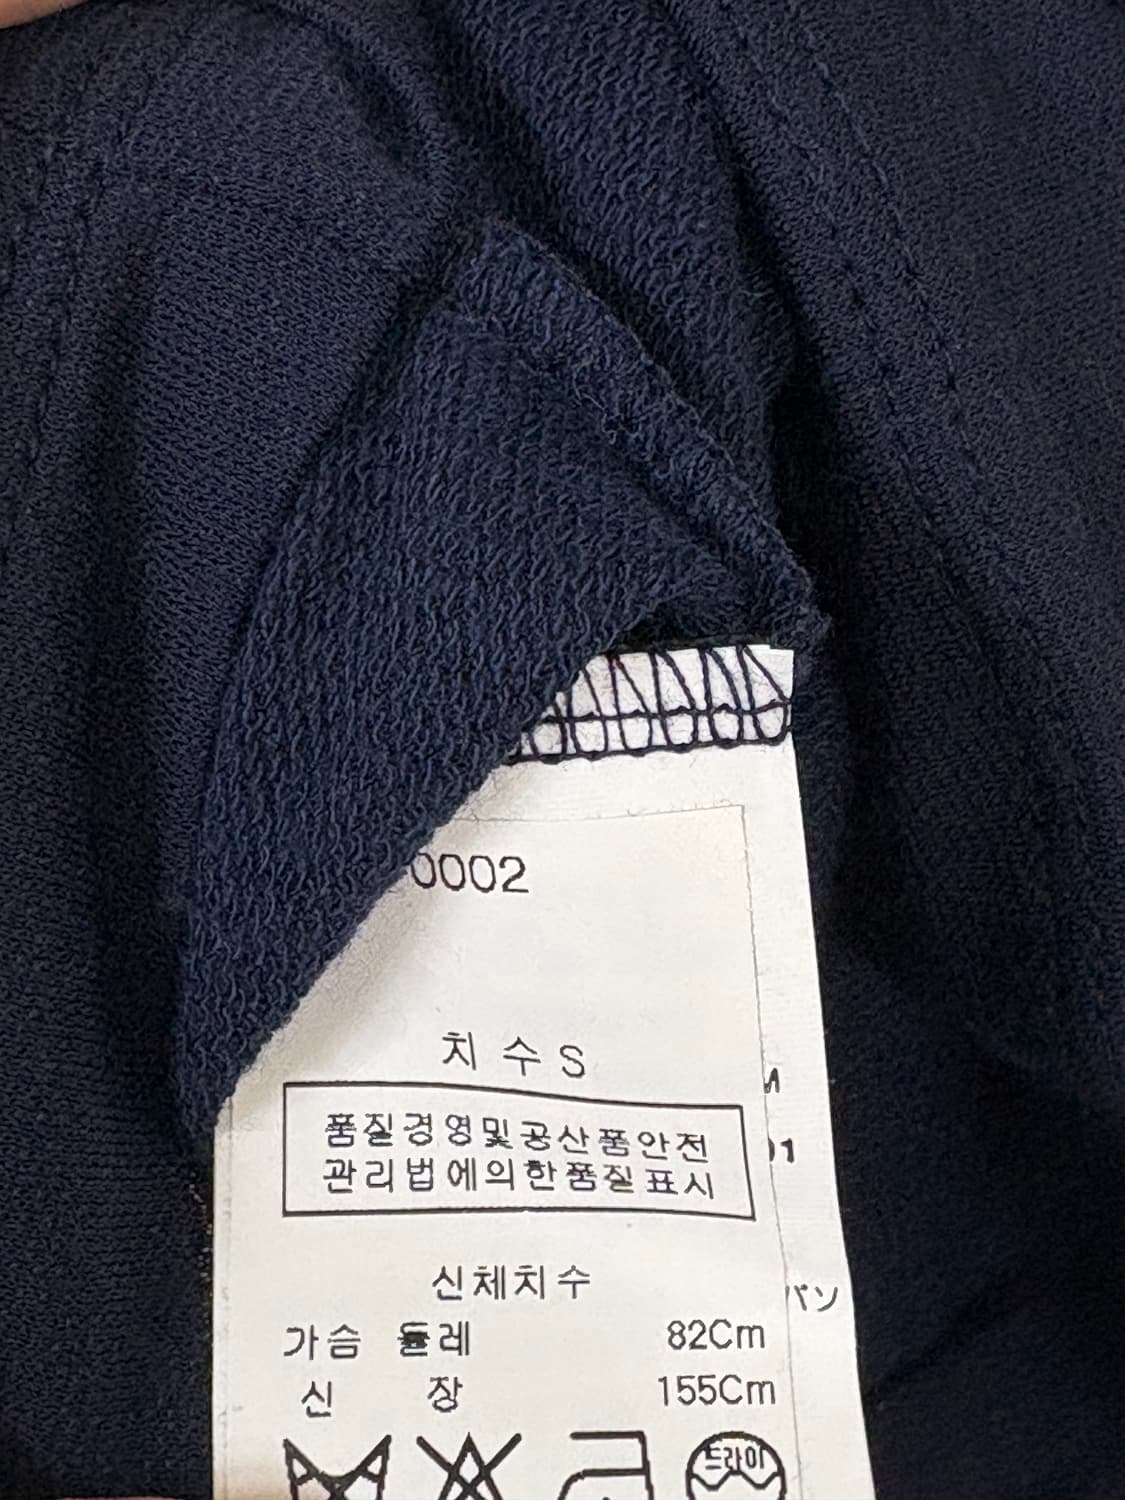 0002
치 수 S
품질경영및공산품안전
관리법에의한품질표시
신체치수
가슴 둘레 82Cm
신 장 155Cm
드라이
パン